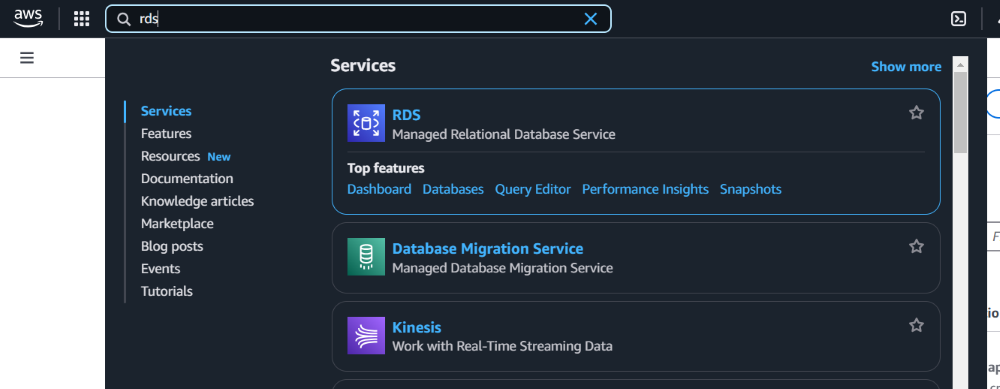 aws
rds
Services
Show more
Services
Features
Resources New
Documentation
Knowledge articles
Marketplace
Blog posts
Events
Tutorials
RDS
Managed Relational Database Service
Top features
Dashboard Databases Query Editor Performance Insights Snapshots
Database Migration Service
Managed Database Migration Service
Kinesis
Work with Real-Time Streaming Data